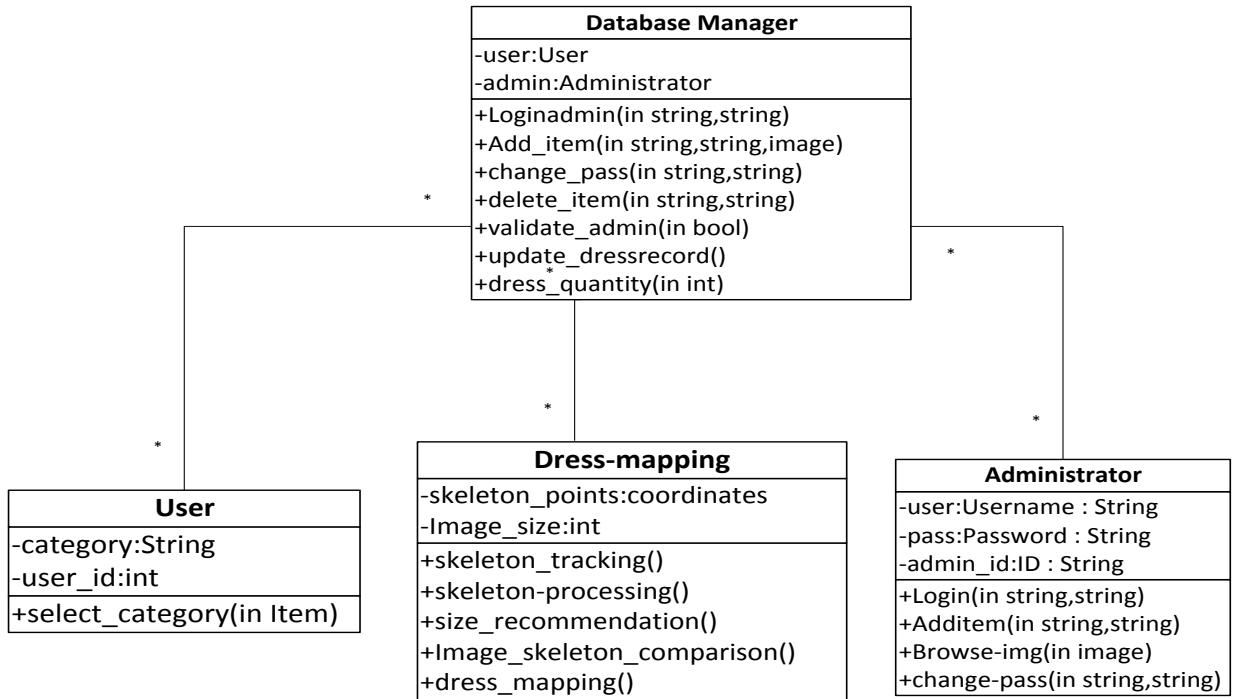 Database Manager
-user:User
-admin:Administrator
+Loginadmin(in string,string)
+Add_item(in string,string,image)
+change_pass(in string,string)
+delete_item(in string,string)
+validate_admin(in bool)
+update_dressrecord()
+dress_quantity(in int)
*
*
*
*
*
*
User
-category:String
-user_id:int
+select_category(in Item)
Dress-mapping
-skeleton_points:coordinates
-Image_size:int
+skeleton_tracking()
+skeleton-processing()
+size_recommendation()
+Image_skeleton_comparison()
+dress_mapping()
Administrator
-user:Username : String
-pass:Password : String
-admin_id:ID : String
+Login(in string,string)
+Additem(in string,string)
+Browse-img(in image)
+change-pass(in string,string)